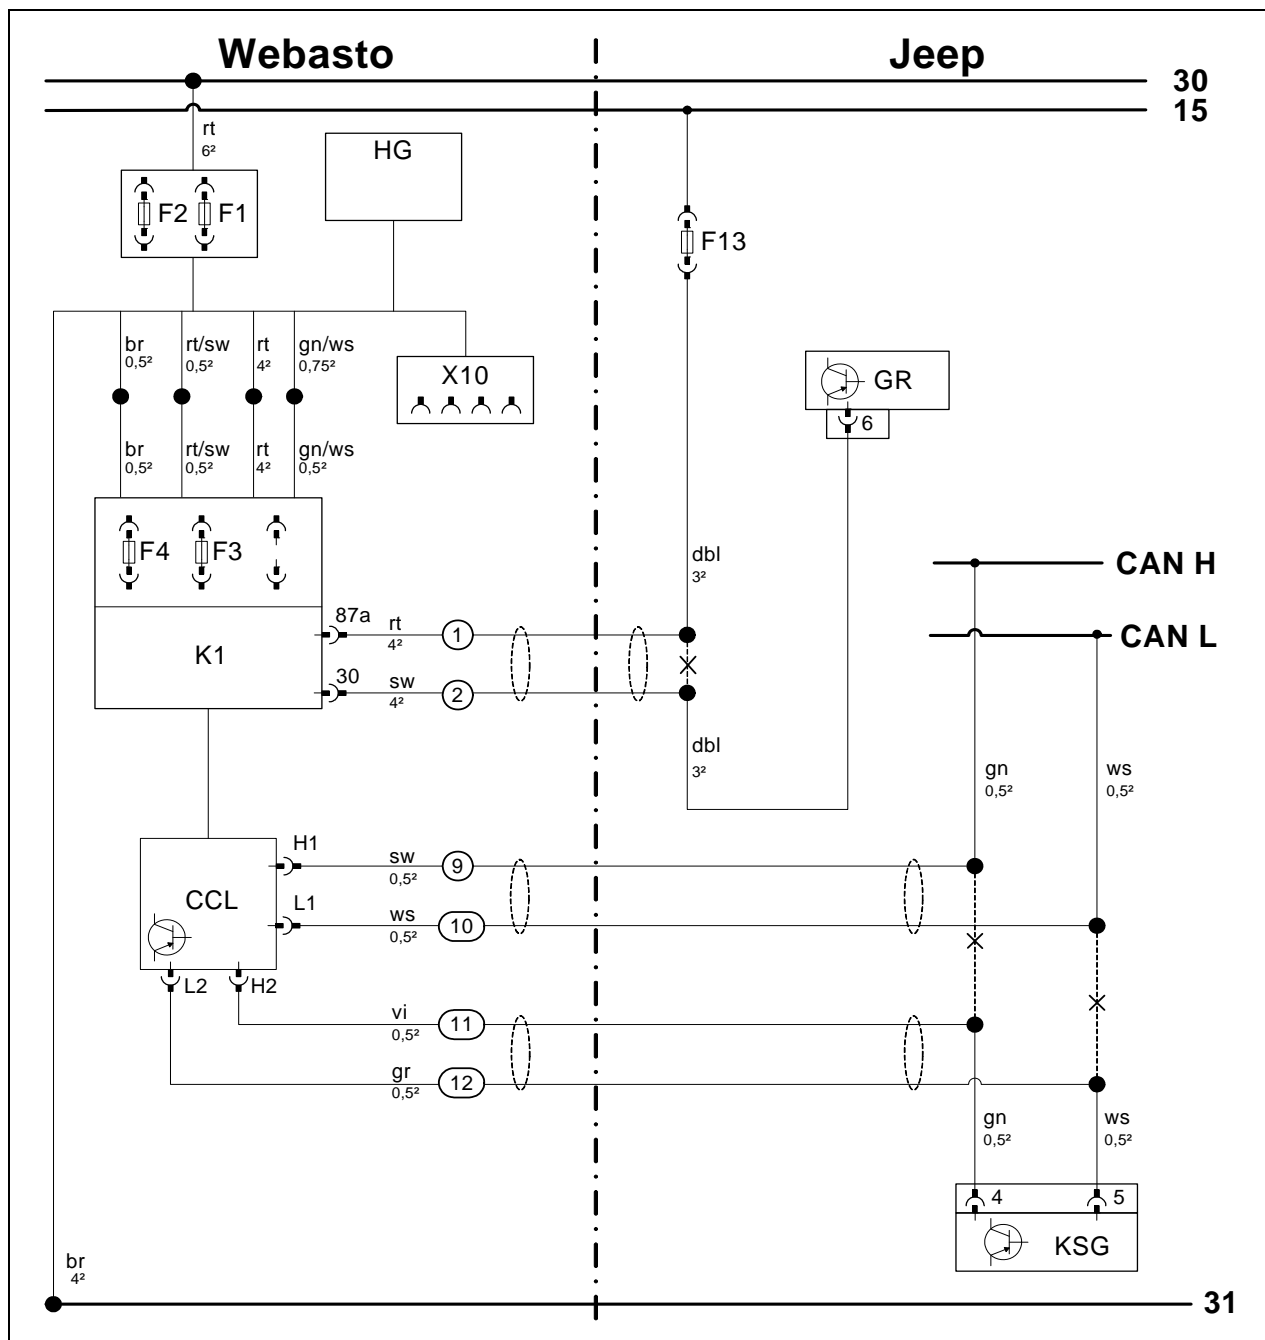 Webasto
Jeep
30
15
rt
6²
HG
F2
F1
F13
br
0,5²
rt/sw
0,5²
rt
4²
gn/ws
0,75²
X10
GR
6
br
0,5²
rt/sw
0,5²
rt
4²
gn/ws
0,5²
F4
F3
dbl
3²
CAN H
87a
rt
4²
1
CAN L
K1
30
sw
4²
2
dbl
3²
gn
0,5²
ws
0,5²
H1
sw
0,5²
9
CCL
L1
ws
0,5²
10
L2
H2
vi
0,5²
11
gr
0,5²
12
gn
0,5²
ws
0,5²
4
5
KSG
br
4²
31